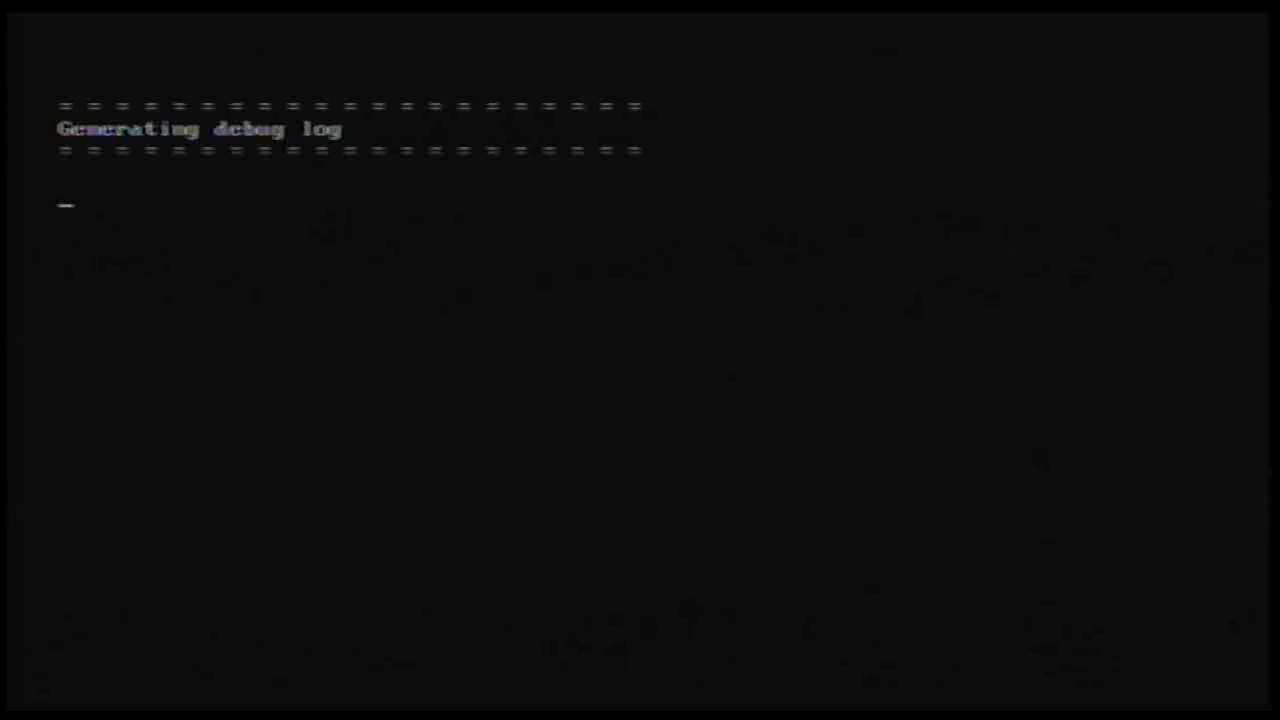 = = = = = = = = = = = = = = = = = = = = =
Generating debug log
= = = = = = = = = = = = = = = = = = = = =
_